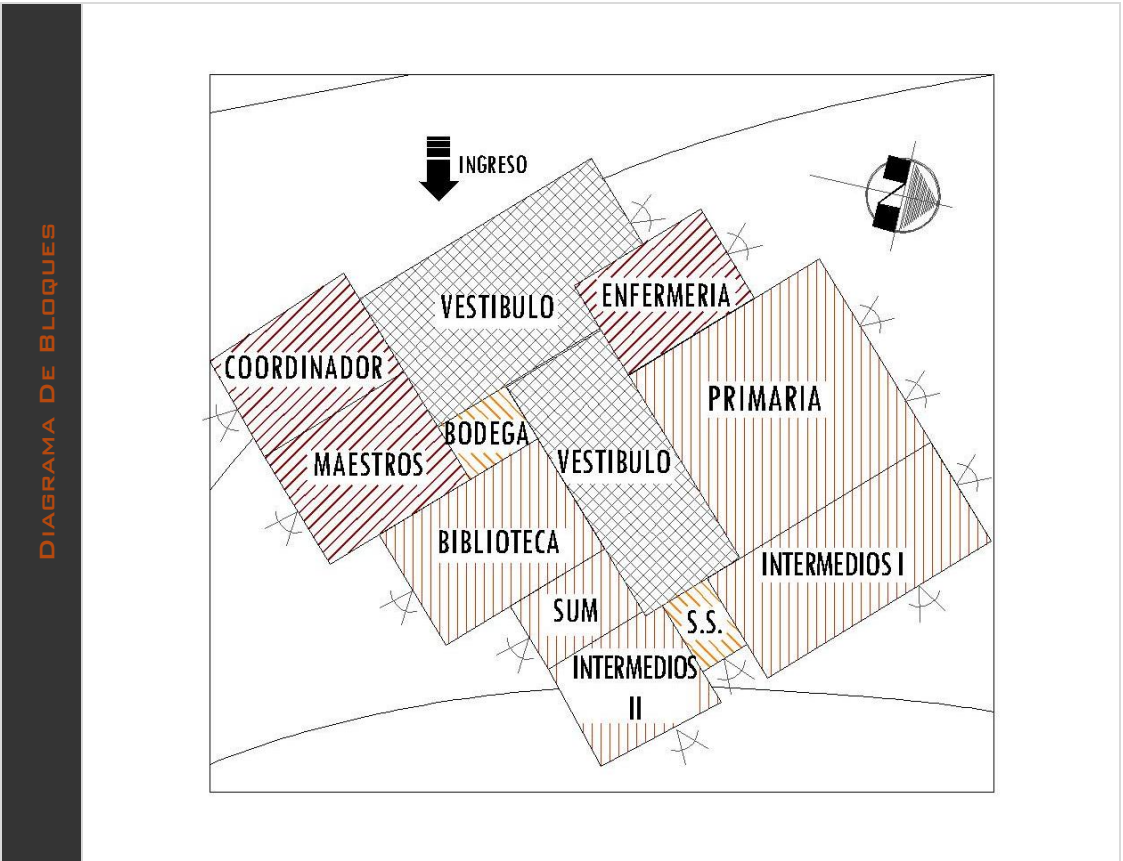 Diagrama De Bloques
INGRESO
VESTIBULO
ENFERMERIA
COORDINADOR
PRIMARIA
BODEGA
MAESTROS
VESTIBULO
BIBLIOTECA
INTERMEDIOS I
SUM
S.S.
INTERMEDIOS
II